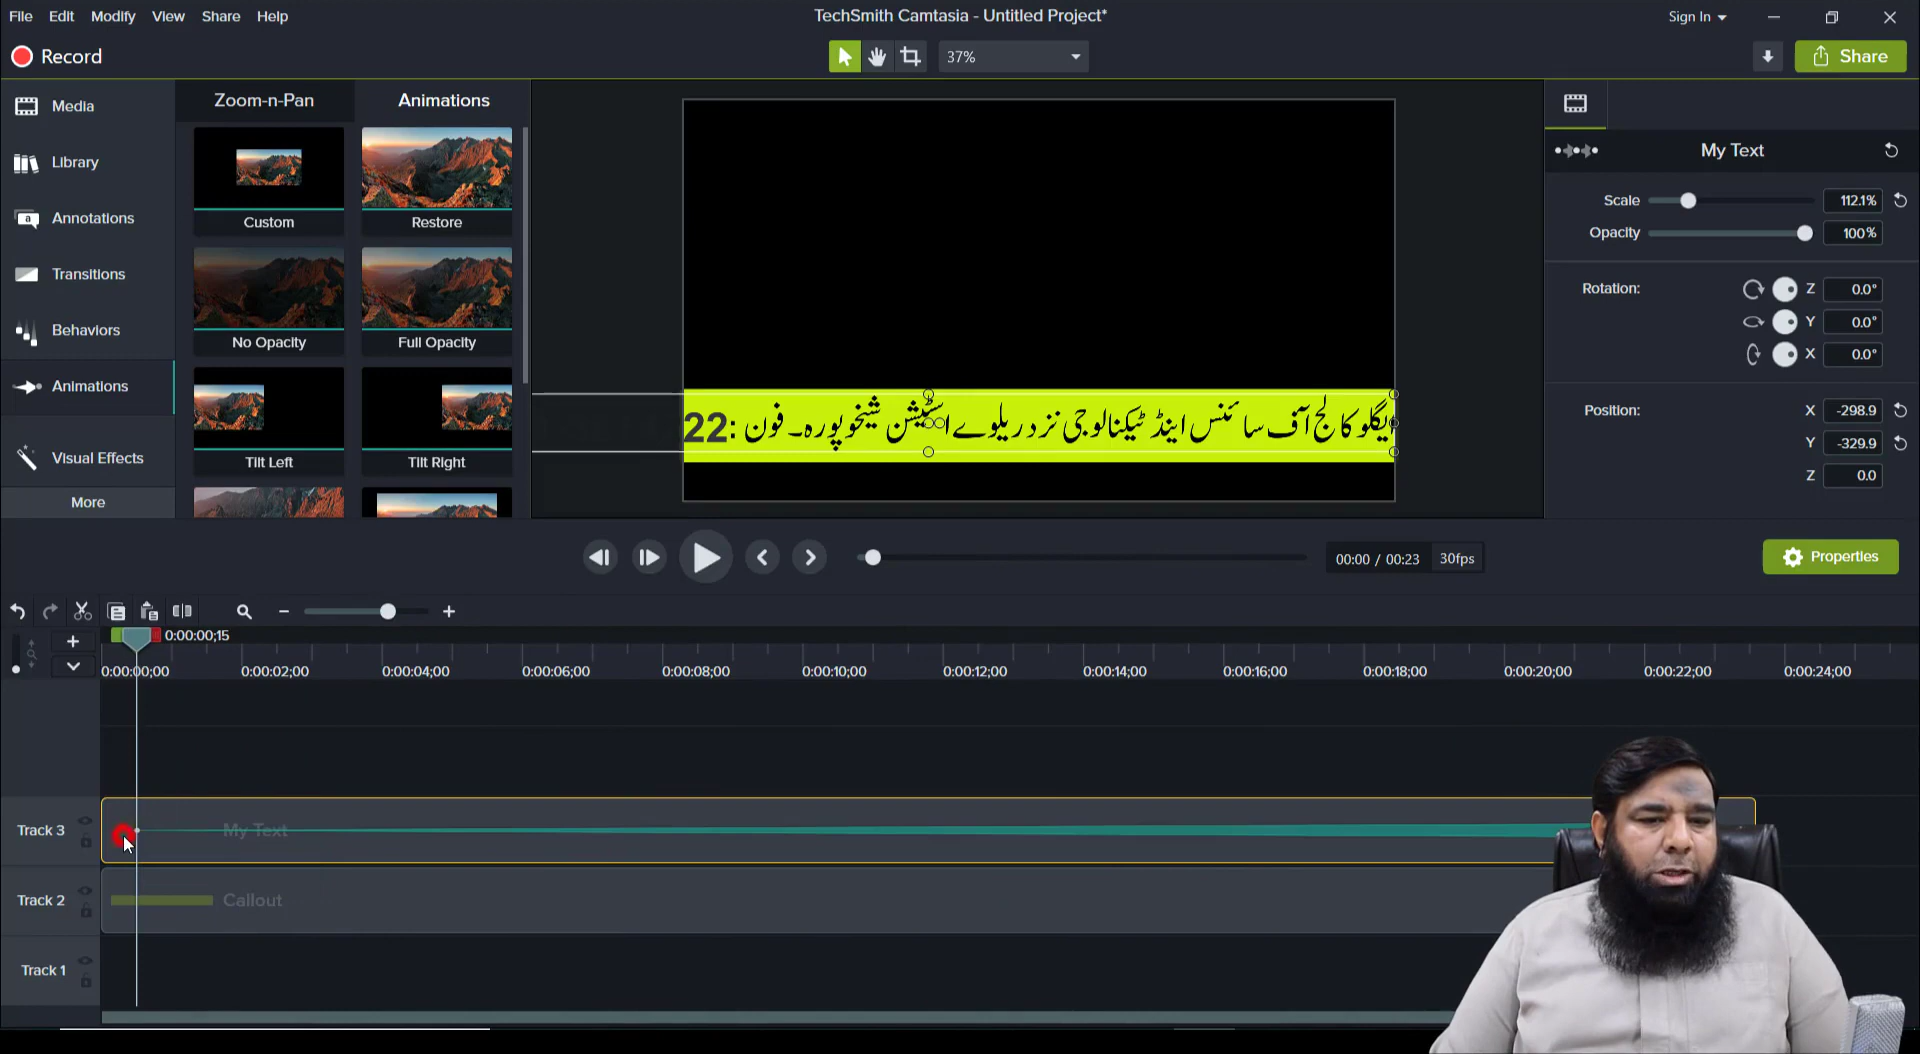 File Edit Modify View Share Help
TechSmith Camtasia - Untitled Project*
Sign In
Record
37%
Share
Media
Library
Annotations
Transitions
Behaviors
Animations
Visual Effects
More
Zoom-n-Pan
Animations
Custom
Restore
No Opacity
Full Opacity
Tilt Left
Tilt Right
ایگلو کالج آف سائنس اینڈ ٹیکنالوجی نزد ریلوے اسٹیشن شیخوپورہ۔ فون: 22
My Text
Scale 112.1%
Opacity 100%
Rotation: Z 0.0°
Y 0.0°
X 0.0°
Position: X -298.9
Y -329.9
Z 0.0
00:00 / 00:23 30fps
Properties
0:00:00;15
0:00:00;00 0:00:02;00 0:00:04;00 0:00:06;00 0:00:08;00 0:00:10;00 0:00:12;00 0:00:14;00 0:00:16;00 0:00:18;00 0:00:20;00 0:00:22;00 0:00:24;00
Track 3
My Text
Track 2
Callout
Track 1